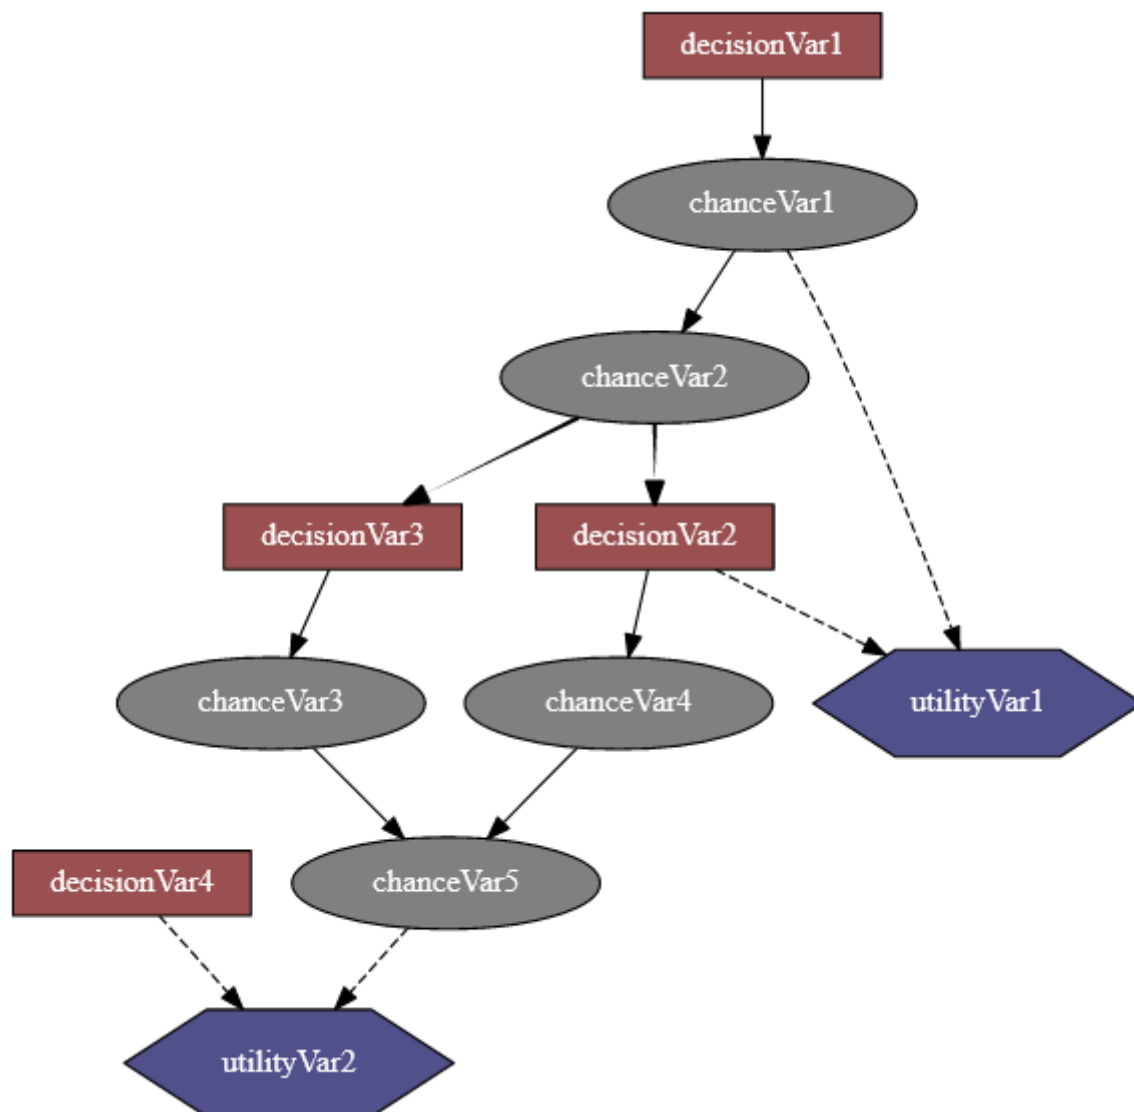 decisionVar1
chanceVar1
chanceVar2
decisionVar3
decisionVar2
chanceVar3
chanceVar4
utilityVar1
decisionVar4
chanceVar5
utilityVar2